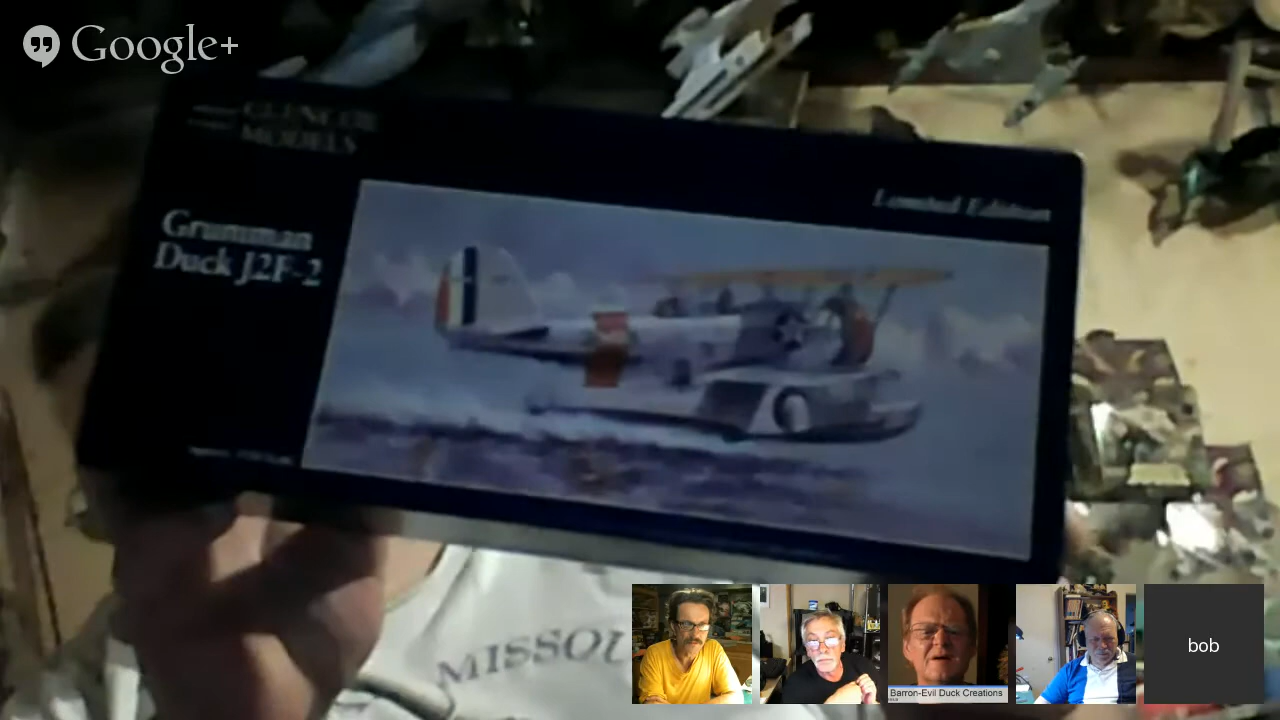 Google+
GLENCOE
MODELS
Limited Edition
Grumman
Duck J2F-2
MISSOU
Barron-Evil Duck Creations
bob